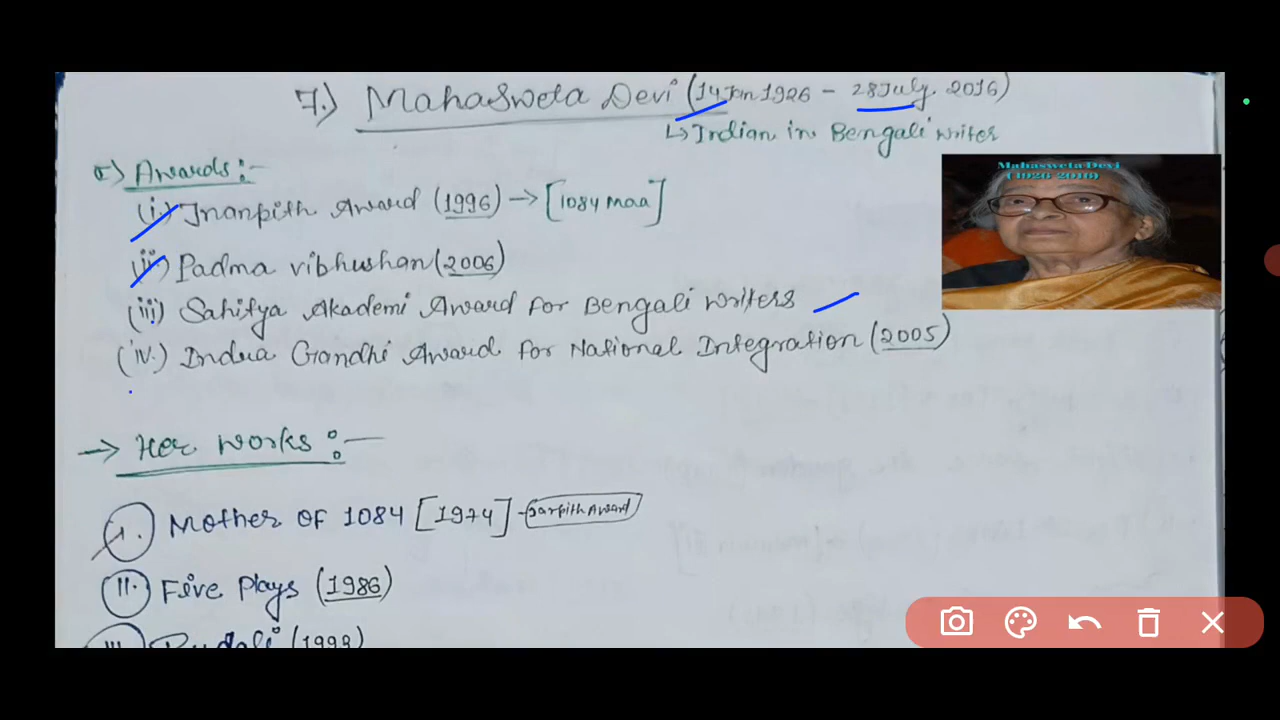 7.) Mahasweta Devi (14 Jan 1926 - 28 July 2016)
↳ Indian in Bengali writer
Mahasweta Devi
(1926-2016)
Awards:-
(i.) Jnanpith Award (1996) → [1084 Maa]
(ii.) Padma vibhushan (2006)
(iii) Sahitya Akademi Award for Bengali Writers
(iv.) Indira Gandhi Award for National Integration (2005)
→ Her works:-
I. Mother of 1084 [1974] - Award
II. Five Plays (1986)
III. Rudali